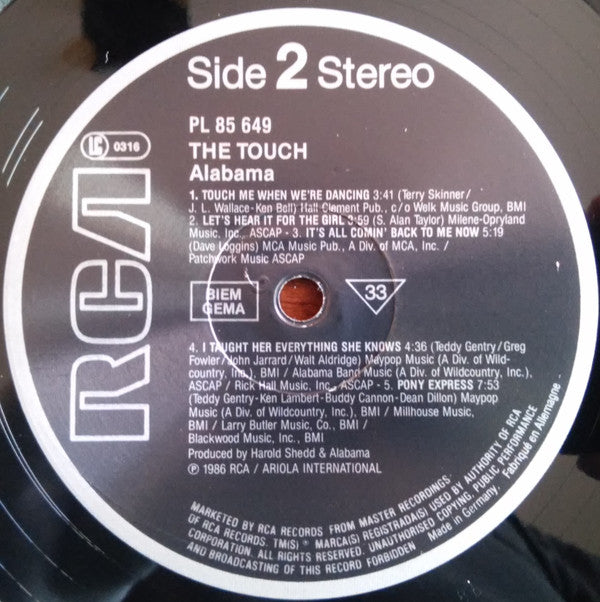 Side 2 Stereo
PL 85 649
THE TOUCH
Alabama
LC 0316
RCA
1. TOUCH ME WHEN WE'RE DANCING 3:41 (Terry Skinner/
J. L. Wallace-Ken Bell) Hall Clement Pub., c/o Welk Music Group, BMI
2. LET'S HEAR IT FOR THE GIRL 3:59 (S. Alan Taylor) Milene-Opryland
Music. Inc., ASCAP - 3. IT'S ALL COMIN' BACK TO ME NOW 5:19
(Dave Loggins) MCA Music Pub., A Div. of MCA, Inc. /
Patchwork Music ASCAP
BIEM
GEMA
33
4. I TAUGHT HER EVERYTHING SHE KNOWS 4:36 (Teddy Gentry/Greg
Fowler/John Jarrard/Walt Aldridge) Maypop Music (A Div. of Wild-
country, Inc.), BMI / Alabama Band Music (A Div. of Wildcountry, Inc.),
ASCAP / Rick Hall Music, Inc., ASCAP - 5. PONY EXPRESS 7:53
(Teddy Gentry-Ken Lambert-Buddy Cannon-Dean Dillon) Maypop
Music (A Div. of Wildcountry, Inc.), BMI / Millhouse Music,
BMI / Larry Butler Music, Co., BMI /
Blackwood Music, Inc., BMI
Produced by Harold Shedd & Alabama
℗ 1986 RCA / ARIOLA INTERNATIONAL
MARKETED BY RCA RECORDS FROM MASTER RECORDINGS.
OF RCA RECORDS. TM(S) ® MARCA(S) REGISTRADA(S) USED BY AUTHORITY OF RCA
CORPORATION. ALL RIGHTS RESERVED. UNAUTHORISED COPYING, PUBLIC PERFORMANCE
AND BROADCASTING OF THIS RECORD FORBIDDEN Made in Germany. Fabriqué en Allemagne